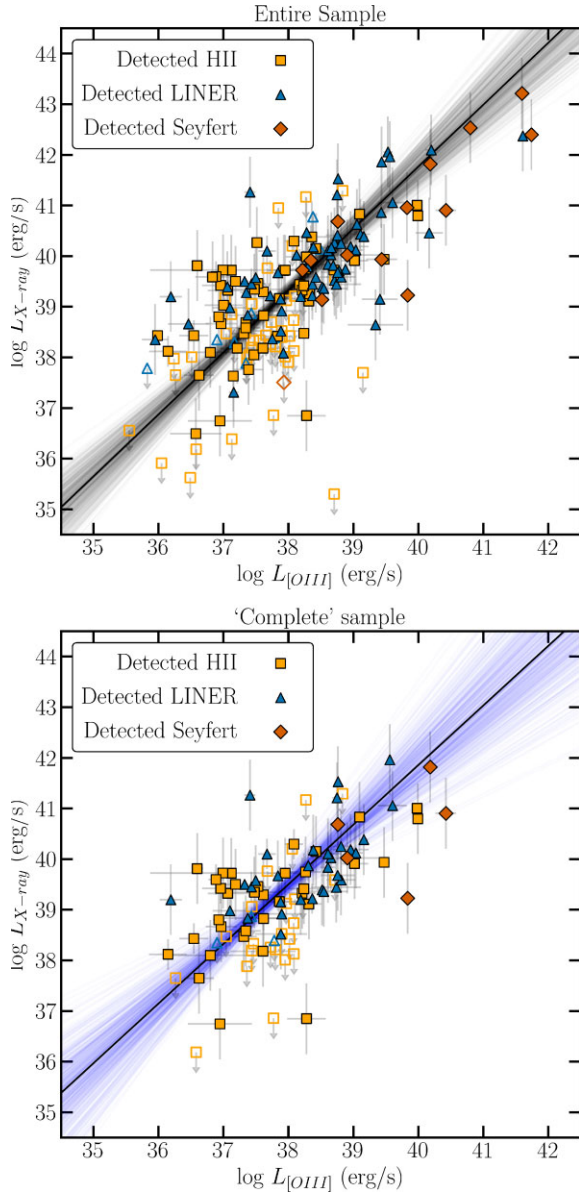 Entire Sample
44
43
42
41
40
39
38
37
36
35
log L_{X-ray} (erg/s)
Detected HII
Detected LINER
Detected Seyfert
35 36 37 38 39 40 41 42
log L_{[OIII]} (erg/s)
‘Complete’ sample
44
43
42
41
40
39
38
37
36
35
log L_{X-ray} (erg/s)
Detected HII
Detected LINER
Detected Seyfert
35 36 37 38 39 40 41 42
log L_{[OIII]} (erg/s)